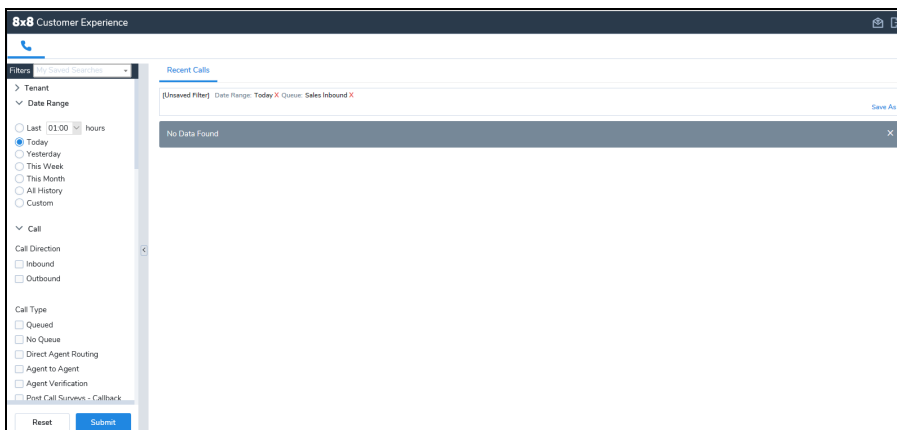 8x8 Customer Experience
Filters My Saved Searches
Tenant
Date Range
Last 01:00 hours
Today
Yesterday
This Week
This Month
All History
Custom
Call
Call Direction
Inbound
Outbound
Call Type
Queued
No Queue
Direct Agent Routing
Agent to Agent
Agent Verification
Post Call Surveys - Callback
Reset Submit
Recent Calls
[Unsaved Filter] Date Range: Today X Queue: Sales Inbound X
Save As
No Data Found